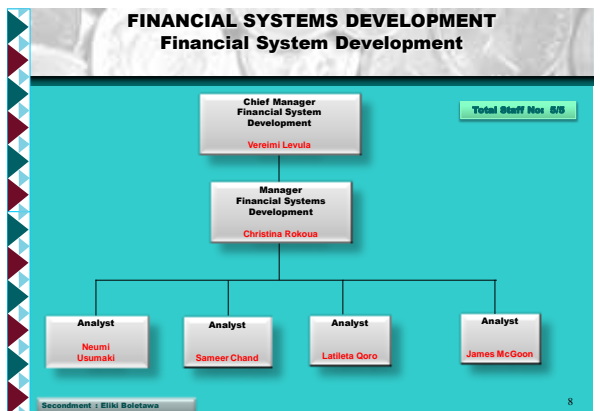 FINANCIAL SYSTEMS DEVELOPMENT
Financial System Development
Total Staff No: 5/5
Chief Manager
Financial System
Development
Vereimi Levula
Manager
Financial Systems
Development
Christina Rokoua
Analyst
Neumi
Usumaki
Analyst
Sameer Chand
Analyst
Latileta Qoro
Analyst
James McGoon
Secondment : Eliki Boletawa
8